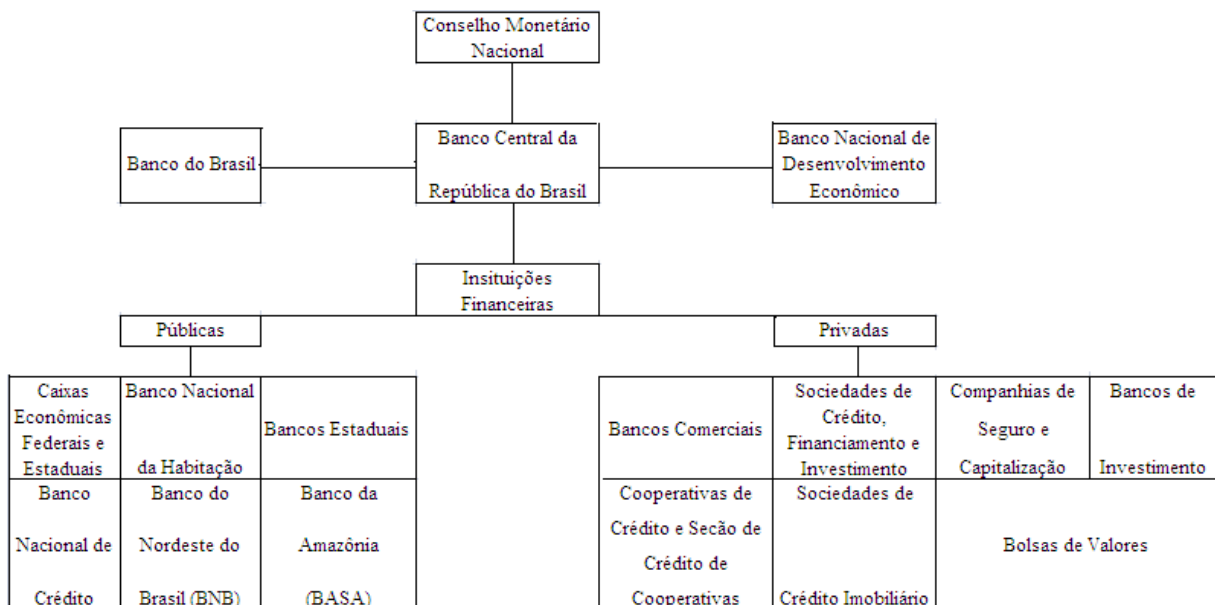 Conselho Monetário
Nacional
Banco do Brasil
Banco Central da
República do Brasil
Banco Nacional de
Desenvolvimento
Econômico
Insituições
Financeiras
Públicas
Privadas
Caixas
Econômicas
Federais e
Estaduais
Banco Nacional
da Habitação
Bancos Estaduais
Bancos Comerciais
Sociedades de
Crédito,
Financiamento e
Investimento
Companhias de
Seguro e
Capitalização
Bancos de
Investimento
Banco
Nacional de
Crédito
Banco do
Nordeste do
Brasil (BNB)
Banco da
Amazônia
(BASA)
Cooperativas de
Crédito e Secão de
Crédito de
Cooperativas
Sociedades de
Crédito Imobiliário
Bolsas de Valores